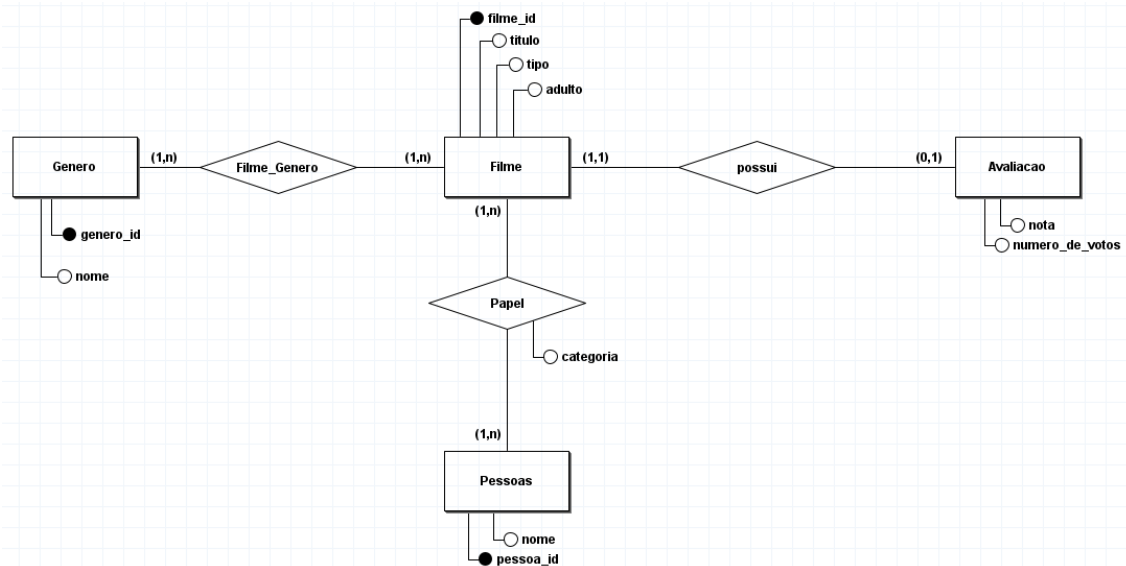 filme_id
titulo
tipo
adulto
Genero
(1,n)
Filme_Genero
(1,n)
Filme
(1,1)
possui
(0,1)
Avaliacao
(1,n)
genero_id
nome
nota
numero_de_votos
Papel
categoria
(1,n)
Pessoas
nome
pessoa_id